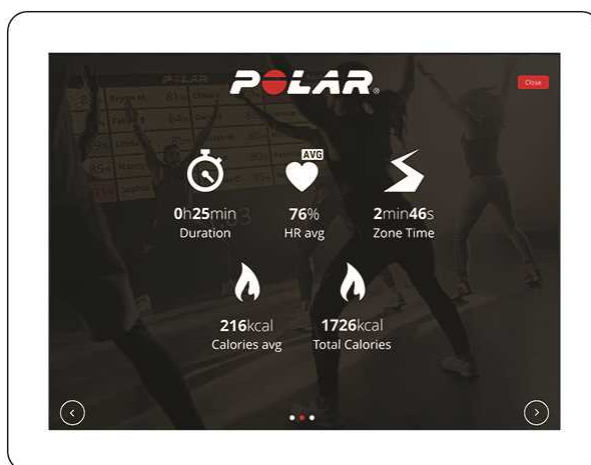 POLAR®
Close
AVG
0h25min
Duration
76%
HR avg
2min46s
Zone Time
216kcal
Calories avg
1726kcal
Total Calories